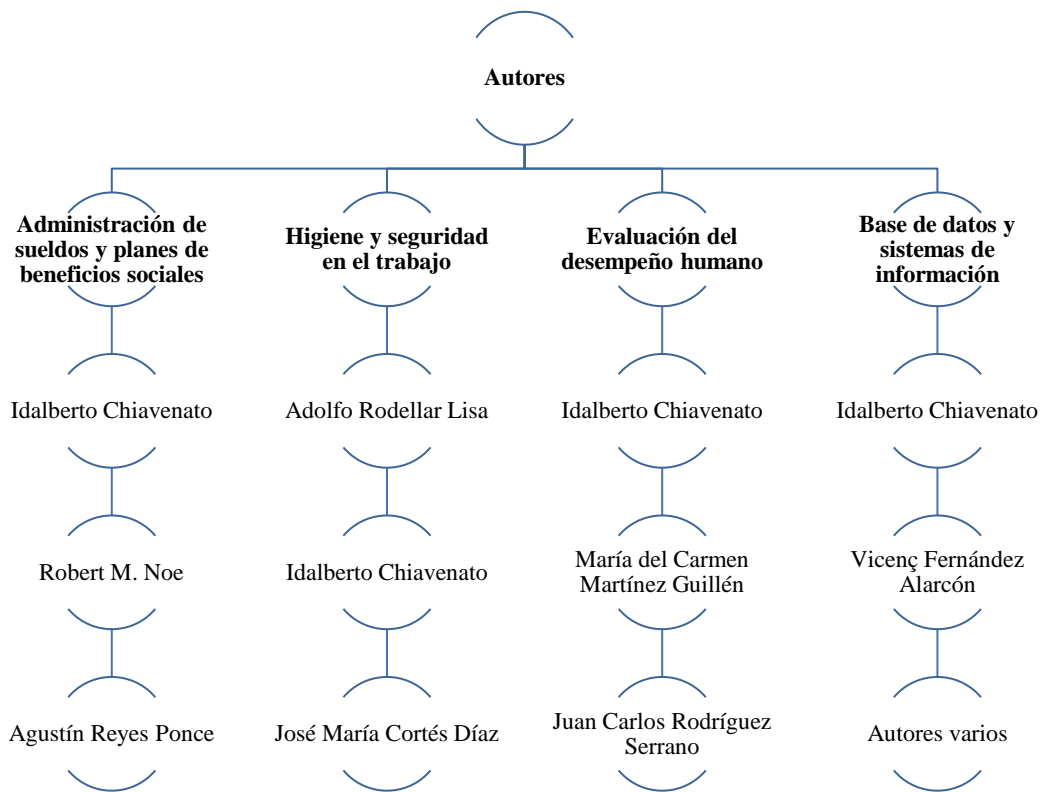 Autores
Administración de
sueldos y planes de
beneficios sociales
Higiene y seguridad
en el trabajo
Evaluación del
desempeño humano
Base de datos y
sistemas de
información
Idalberto Chiavenato
Adolfo Rodellar Lisa
Idalberto Chiavenato
Idalberto Chiavenato
Robert M. Noe
Idalberto Chiavenato
María del Carmen
Martínez Guillén
Vicenç Fernández
Alarcón
Agustín Reyes Ponce
José María Cortés Díaz
Juan Carlos Rodríguez
Serrano
Autores varios